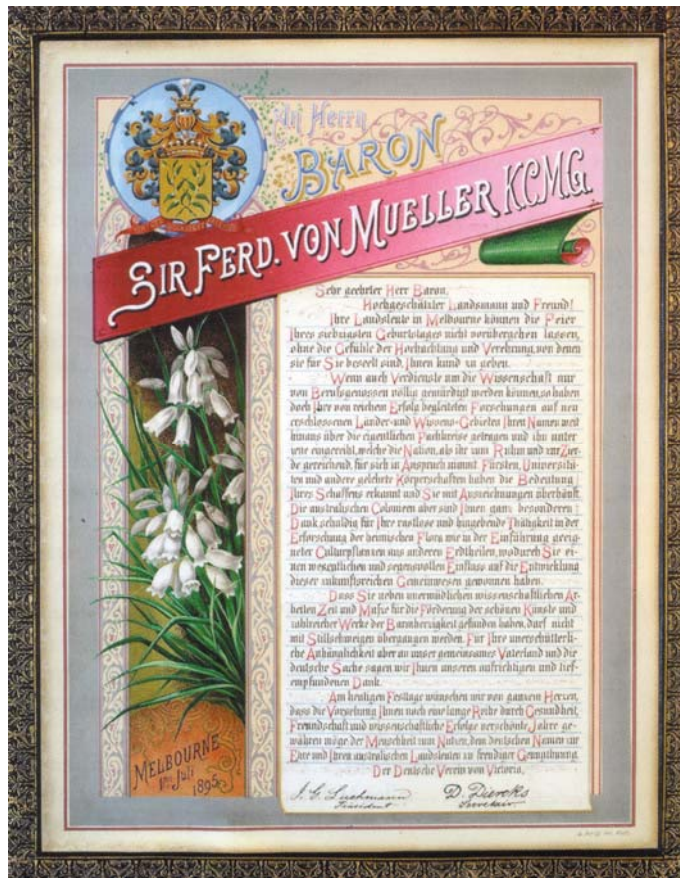 An Herrn
BARON
SIR FERD. VON MUELLER KCMG.
Sehr geehrter Herr Baron,
Hochgeschätzter Landsmann und Freund!
Ihre Landsleute in Melbourne können die Feier
Ihres siebzigsten Geburtstages nicht vorübergehen lassen,
ohne die Gefühle der Hochachtung und Verehrung, von denen
sie für Sie beseelt sind, Ihnen kund zu geben.
Wenn auch Verdienste um die Wissenschaft nur
von Berufsgenossen völlig gewürdigt werden können, so haben
doch Ihre von reichem Erfolg begleiteten Forschungen auf neu
erschlossenen Länder- und Wissens-Gebieten Ihren Namen weit
hinaus über die eigentlichen Fachkreise getragen und ihn unter
jene eingereiht, welche die Nation, als ihr zum Ruhm und zur Zier-
de gereichend, für sich in Anspruch nimmt. Fürsten, Universitä-
ten und andere gelehrte Körperschaften haben die Bedeutung
Ihres Schaffens erkannt und Sie mit Auszeichnungen überhäuft.
Die australischen Colonieen aber sind Ihnen ganz besonderen
Dank schuldig für Ihre rastlose und hingebende Thätigkeit in der
Erforschung der heimischen Flora wie in der Einführung geeig-
neter Culturpflanzen aus anderen Erdtheilen, wodurch Sie ei-
nen wesentlichen und segensvollen Einfluss auf die Entwicklung
dieser zukunftsreichen Gemeinwesen gewonnen haben.
Dass Sie neben unermüdlichen wissenschaftlichen Ar-
beiten Zeit und Muße für die Förderung der schönen Künste und
zahlreicher Werke der Barmherzigkeit gefunden haben, darf nicht
mit Stillschweigen übergangen werden. Für Ihre unerschütterli-
che Anhänglichkeit aber an unser gemeinsames Vaterland und die
deutsche Sache sagen wir Ihnen unseren aufrichtigen und tief-
empfundenen Dank.
Am heutigen Festtage wünschen wir von ganzem Herzen,
dass die Vorsehung Ihnen noch eine lange Reihe durch Gesundheit,
Freundschaft und wissenschaftliche Erfolge verschönte Jahre ge-
währen möge der Menschheit zum Nutzen, dem deutschen Namen zur
Ehre und Ihren australischen Landsleuten zu freudiger Genugthuung.
Der Deutsche Verein von Victoria.
J. G. Luehmann D. Diercks
Präsident Secretair
MELBOURNE
Juli
1895